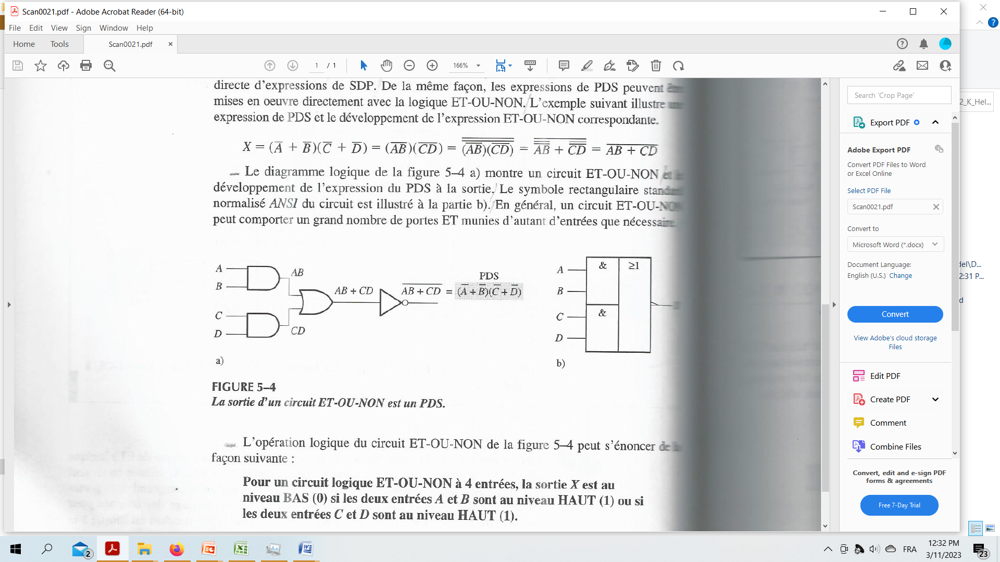 Scan0021.pdf - Adobe Acrobat Reader (64-bit)
File Edit View Sign Window Help
Home Tools Scan0021.pdf ×
1 / 1 166%
directe d'expressions de SDP. De la même façon, les expressions de PDS peuvent
mises en oeuvre directement avec la logique ET-OU-NON. L'exemple suivant illustre
expression de PDS et le développement de l'expression ET-OU-NON correspondante.
X = (A̅ + B̅)(C̅ + D̅) = (A̅B̅)(C̅D̅) = (AB)(CD) = AB + CD = AB + CD
Le diagramme logique de la figure 5–4 a) montre un circuit ET-OU-NON et
développement de l'expression du PDS à la sortie. Le symbole rectangulaire standard
normalisé ANSI du circuit est illustré à la partie b). En général, un circuit ET-OU-NON
peut comporter un grand nombre de portes ET munies d'autant d'entrées que nécessaire.
A
B
C
D
AB
CD
AB + CD
AB + CD = (A̅ + B̅)(C̅ + D̅)
PDS
a)
A
B
C
D
&
&
≥1
b)
FIGURE 5–4
La sortie d'un circuit ET-OU-NON est un PDS.
L'opération logique du circuit ET-OU-NON de la figure 5–4 peut s'énoncer de la
façon suivante :
Pour un circuit logique ET-OU-NON à 4 entrées, la sortie X est au
niveau BAS (0) si les deux entrées A et B sont au niveau HAUT (1) ou si
les deux entrées C et D sont au niveau HAUT (1).
Search 'Crop Page'
Export PDF
Adobe Export PDF
Convert PDF Files to Word
or Excel Online
Select PDF File
Scan0021.pdf
Convert to
Microsoft Word (*.docx)
Document Language:
English (U.S.) Change
Convert
View Adobe's cloud storage
Files
Edit PDF
Create PDF
Comment
Combine Files
Convert, edit and e-sign PDF
forms & agreements
Free 7-Day Trial
2_K_Hel...
del\D...
2:31 P...
d
2
FRA
12:32 PM
3/11/2023
23